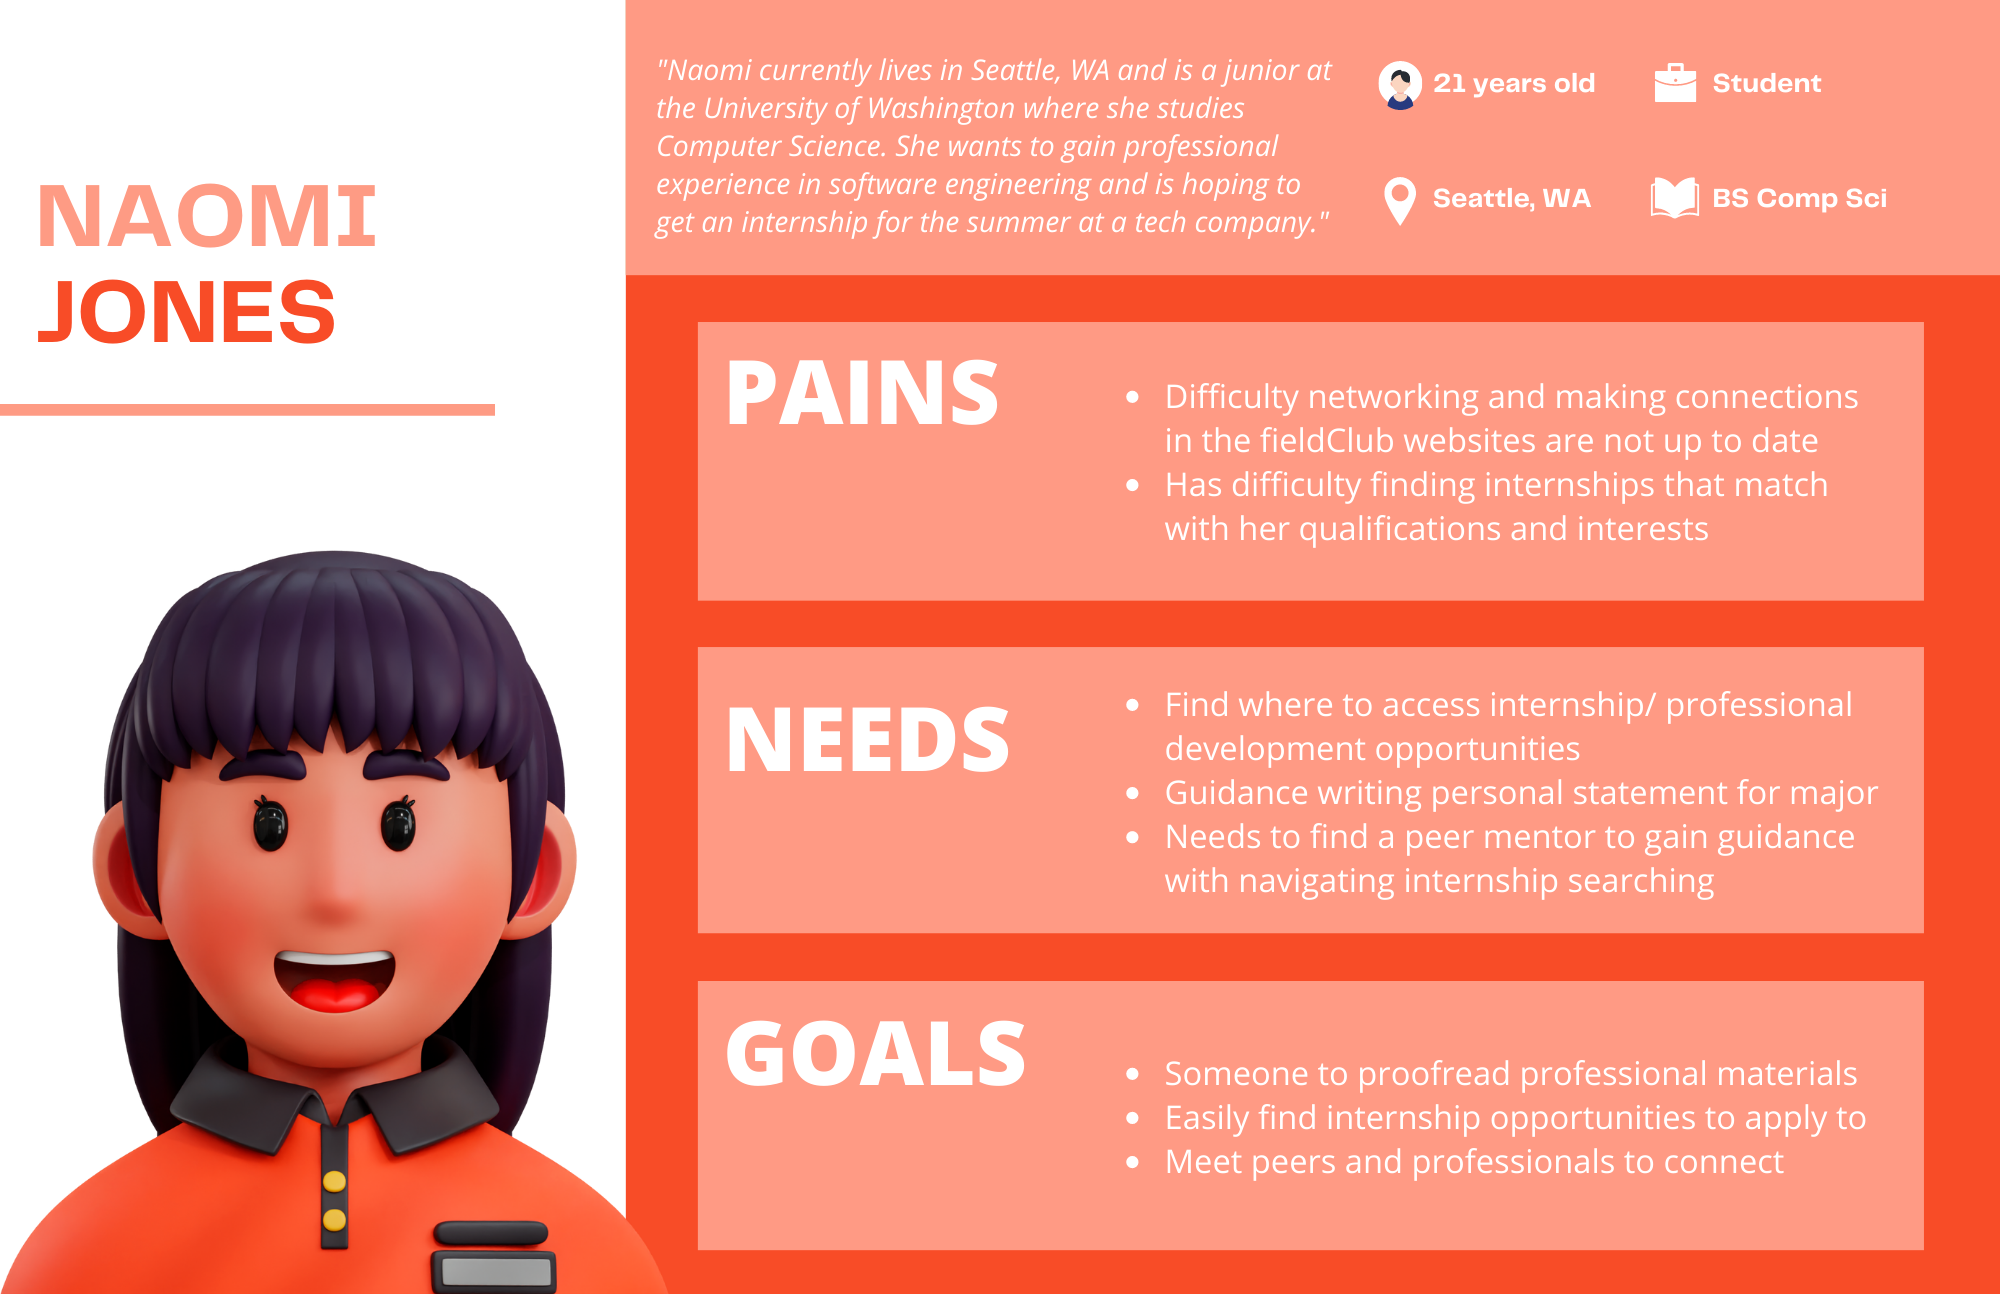 NAOMI
JONES
"Naomi currently lives in Seattle, WA and is a junior at
the University of Washington where she studies
Computer Science. She wants to gain professional
experience in software engineering and is hoping to
get an internship for the summer at a tech company."
21 years old
Student
Seattle, WA
BS Comp Sci
PAINS
• Difficulty networking and making connections
in the fieldClub websites are not up to date
• Has difficulty finding internships that match
with her qualifications and interests
NEEDS
• Find where to access internship/ professional
development opportunities
• Guidance writing personal statement for major
• Needs to find a peer mentor to gain guidance
with navigating internship searching
GOALS
• Someone to proofread professional materials
• Easily find internship opportunities to apply to
• Meet peers and professionals to connect